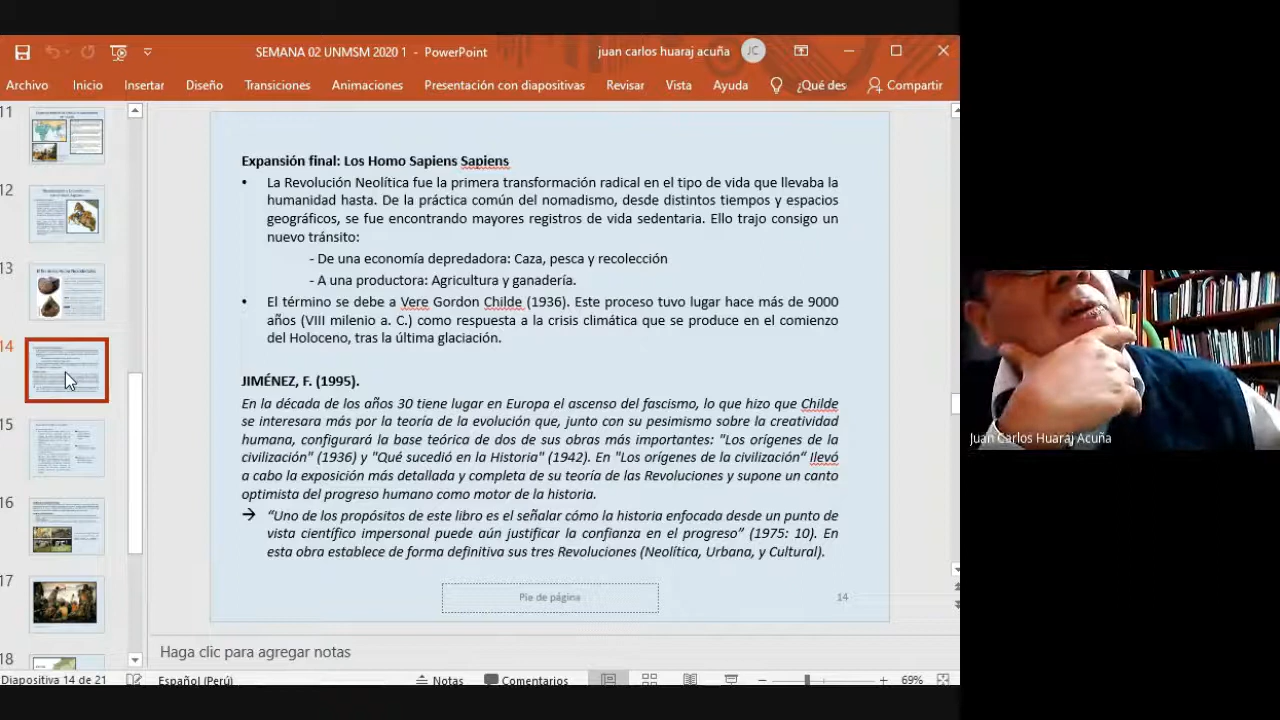 SEMANA 02 UNMSM 2020 1 - PowerPoint
juan carlos huaraj acuña
JC
Archivo
Inicio
Insertar
Diseño
Transiciones
Animaciones
Presentación con diapositivas
Revisar
Vista
Ayuda
¿Qué des
Compartir
11
12
13
14
15
16
17
18
Expansión final: Los Homo Sapiens Sapiens
• La Revolución Neolítica fue la primera transformación radical en el tipo de vida que llevaba la
humanidad hasta. De la práctica común del nomadismo, desde distintos tiempos y espacios
geográficos, se fue encontrando mayores registros de vida sedentaria. Ello trajo consigo un
nuevo tránsito:
- De una economía depredadora: Caza, pesca y recolección
- A una productora: Agricultura y ganadería.
• El término se debe a Vere Gordon Childe (1936). Este proceso tuvo lugar hace más de 9000
años (VIII milenio a. C.) como respuesta a la crisis climática que se produce en el comienzo
del Holoceno, tras la última glaciación.
JIMÉNEZ, F. (1995).
En la década de los años 30 tiene lugar en Europa el ascenso del fascismo, lo que hizo que Childe
se interesara más por la teoría de la evolución que, junto con su pesimismo sobre la creatividad
humano, configurará la base teórica de dos de sus obras más importantes: "Los orígenes de la
civilización" (1936) y "Qué sucedió en la Historia" (1942). En "Los orígenes de la civilización“ llevó
a cabo la exposición más detallada y completa de su teoría de las Revoluciones y supone un canto
optimista del progreso humano como motor de la historia.
→ “Uno de los propósitos de este libro es el señalar cómo la historia enfocada desde un punto de
vista científico impersonal puede aún justificar la confianza en el progreso” (1975: 10). En
esta obra establece de forma definitiva sus tres Revoluciones (Neolítica, Urbana, y Cultural).
Pie de página
14
Haga clic para agregar notas
Diapositiva 14 de 21
Español (Perú)
Notas
Comentarios
69%
Juan Carlos Huaraj Acuña